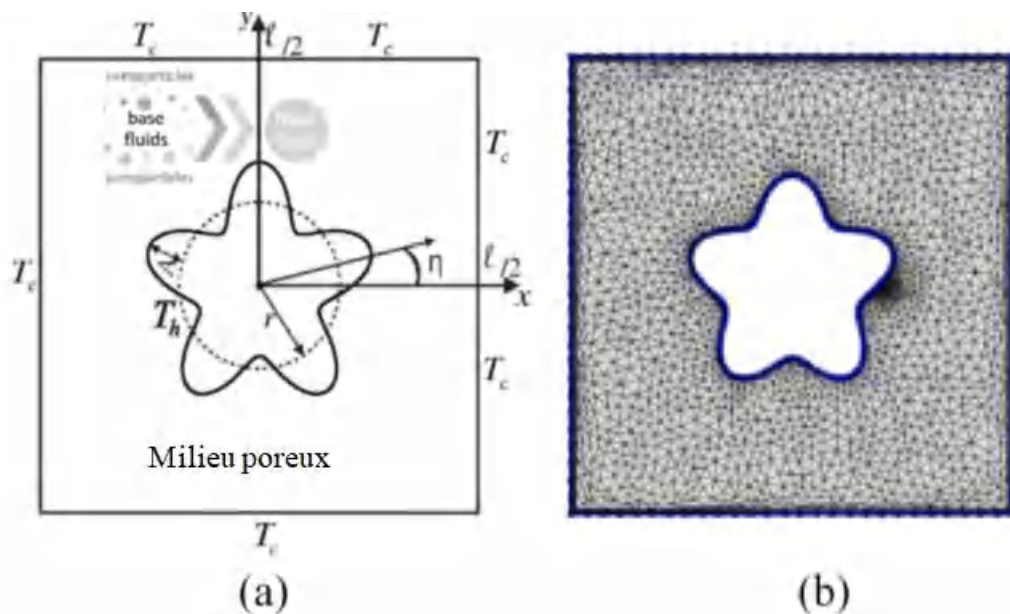 y
T_c ℓ/2 T_c
base
fluids
T_c
T_c η ℓ/2
x
T_h r
T_c
Milieu poreux
T_c
(a) (b)